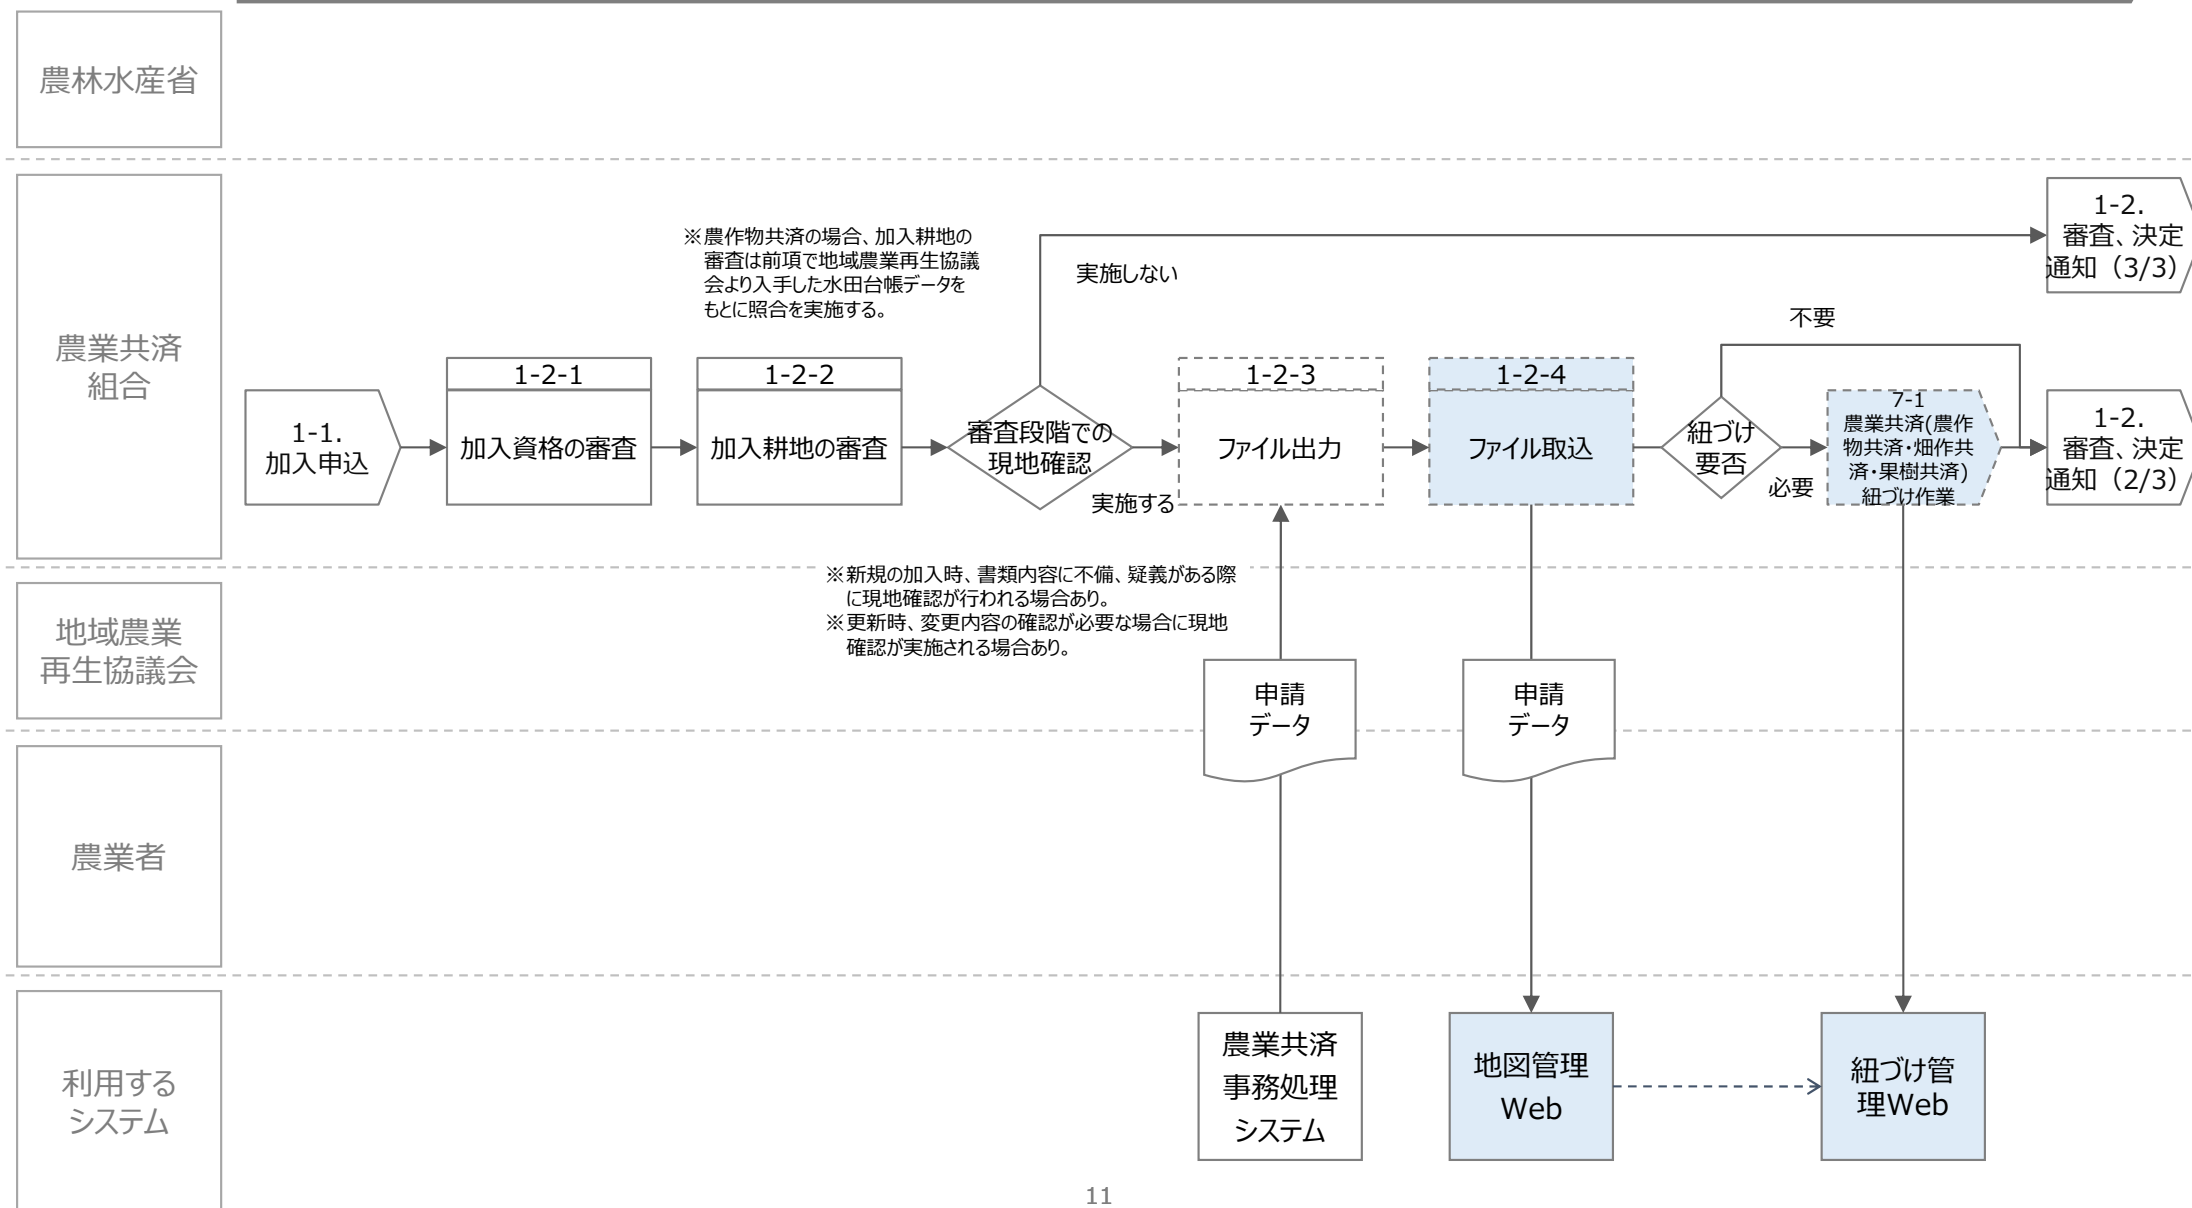 農林水産省
農業共済
組合
※農作物共済の場合、加入耕地の
審査は前項で地域農業再生協議
会より入手した水田台帳データを
もとに照合を実施する。
実施しない
1-2.
審査、決定
通知（3/3）
不要
1-1.
加入申込
1-2-1
加入資格の審査
1-2-2
加入耕地の審査
審査段階での
現地確認
実施する
1-2-3
ファイル出力
1-2-4
ファイル取込
紐づけ
要否
必要
7-1
農業共済(農作
物共済・畑作共
済・果樹共済)
紐づけ作業
1-2.
審査、決定
通知（2/3）
※新規の加入時、書類内容に不備、疑義がある際
に現地確認が行われる場合あり。
※更新時、変更内容の確認が必要な場合に現地
確認が実施される場合あり。
地域農業
再生協議会
申請
データ
申請
データ
農業者
利用する
システム
農業共済
事務処理
システム
地図管理
Web
紐づけ管
理Web
11